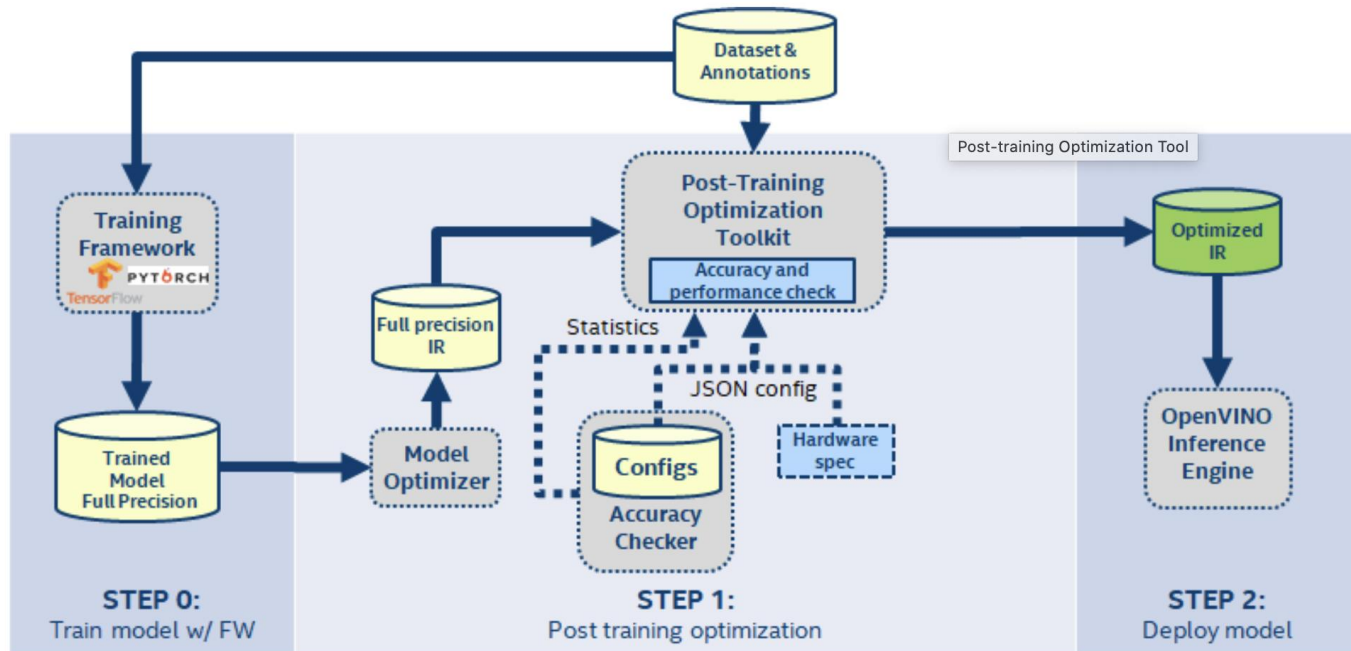 Dataset &
Annotations
Post-training Optimization Tool
Training
Framework
TensorFlow
PYTORCH
Post-Training
Optimization
Toolkit
Accuracy and
performance check
Optimized
IR
Full precision
IR
Statistics
JSON config
Trained
Model
Full Precision
Model
Optimizer
Configs
Accuracy
Checker
Hardware
spec
OpenVINO
Inference
Engine
STEP 0:
Train model w/ FW
STEP 1:
Post training optimization
STEP 2:
Deploy model